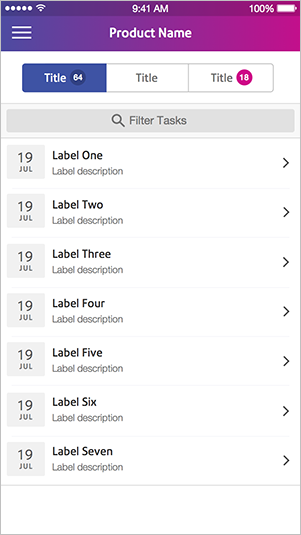 9:41 AM 100%
Product Name
Title 64 Title Title 18
Filter Tasks
19 Label One
JUL Label description
19 Label Two
JUL Label description
19 Label Three
JUL Label description
19 Label Four
JUL Label description
19 Label Five
JUL Label description
19 Label Six
JUL Label description
19 Label Seven
JUL Label description